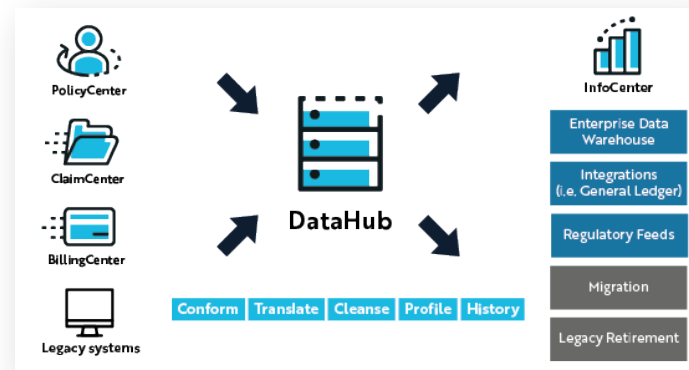 PolicyCenter
ClaimCenter
BillingCenter
Legacy systems
DataHub
Conform
Translate
Cleanse
Profile
History
InfoCenter
Enterprise Data
Warehouse
Integrations
(i.e. General Ledger)
Regulatory Feeds
Migration
Legacy Retirement